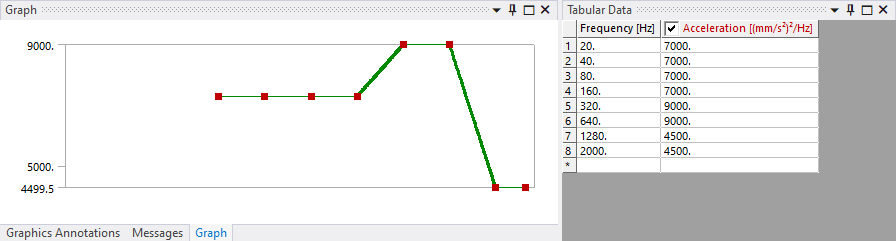 Graph
9000.
5000.
4499.5
Graphics Annotations Messages Graph
Tabular Data
Frequency [Hz] Acceleration [(mm/s²)²/Hz]
1 20. 7000.
2 40. 7000.
3 80. 7000.
4 160. 7000.
5 320. 9000.
6 640. 9000.
7 1280. 4500.
8 2000. 4500.
*